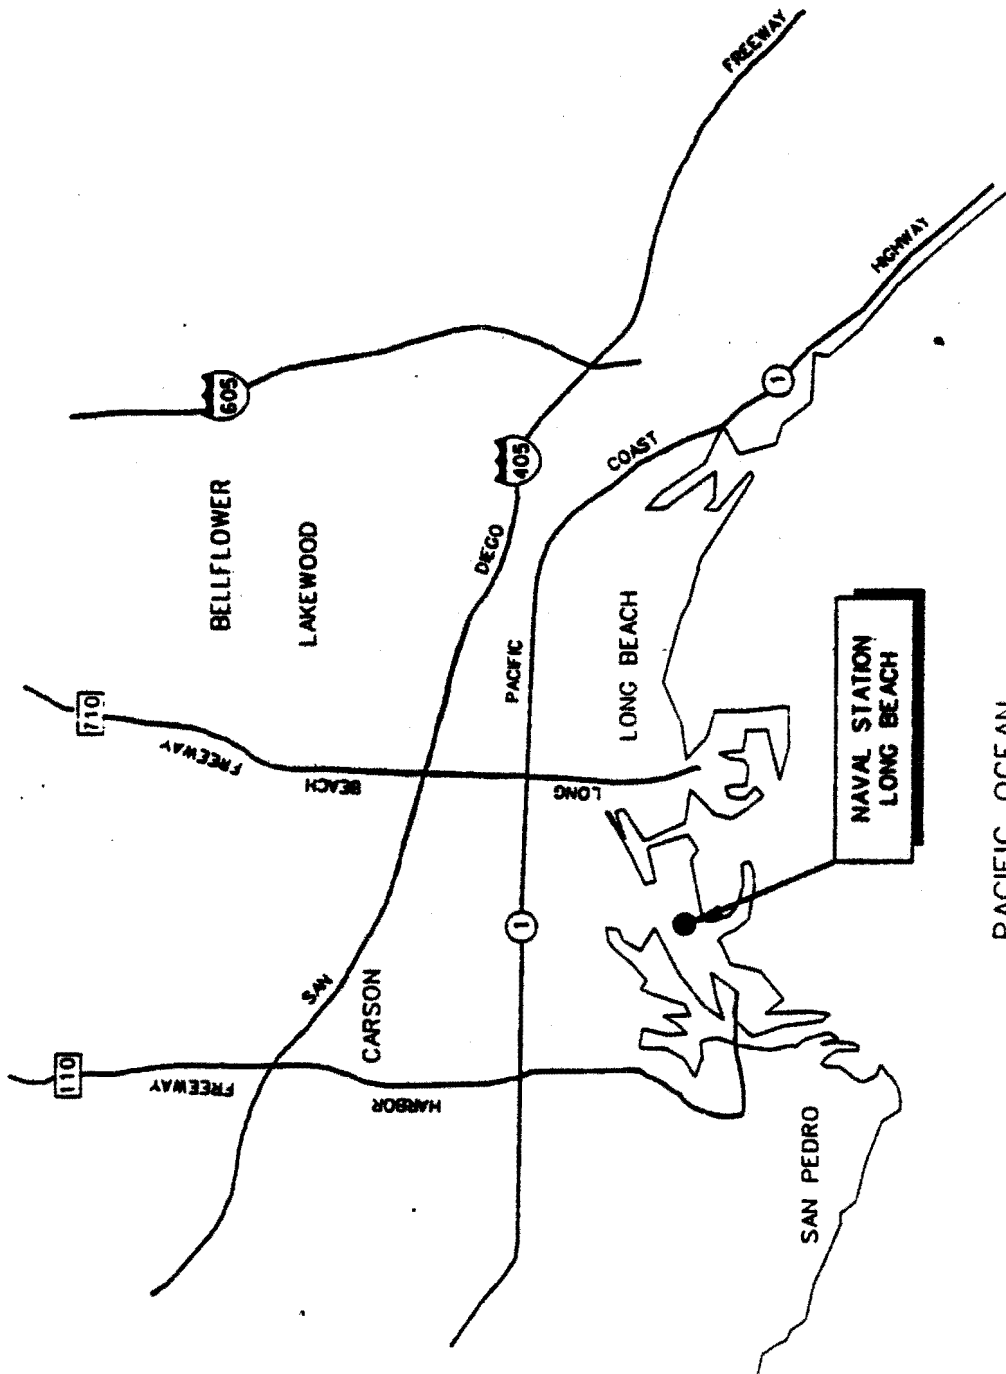 110
FREEWAY
HARBOR
SAN
DIEGO
405
FREEWAY
710
FREEWAY
BEACH
LONG
605
BELLFLOWER
LAKEWOOD
CARSON
1
PACIFIC
COAST
1
HIGHWAY
LONG BEACH
SAN PEDRO
NAVAL STATION
LONG BEACH
PACIFIC OCEAN